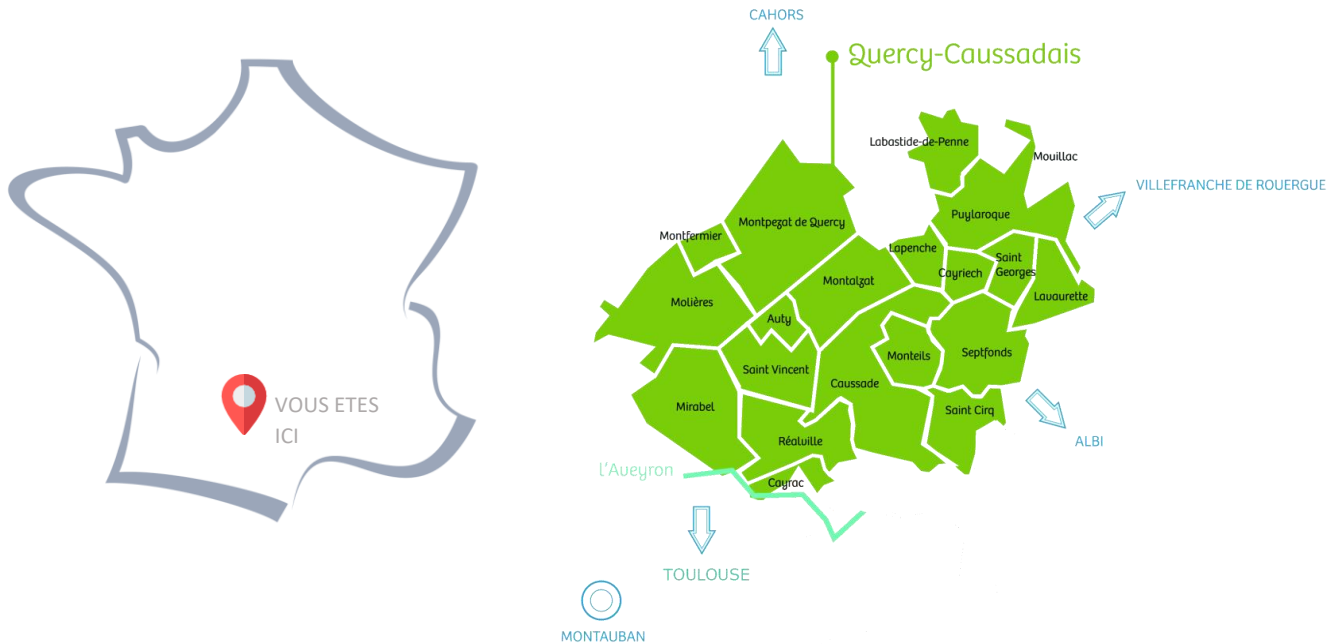 CAHORS
Quercy-Caussadais
Labastide-de-Penne
Mouillac
VILLEFRANCHE DE ROUERGUE
Puylaroque
Montpezat de Quercy
Montfermier
Lapenche
Saint
Georges
Cayriech
Montalzat
Lavaurette
Molières
Auty
Monteils
Septfonds
Saint Vincent
Caussade
VOUS ETES
ICI
Mirabel
Saint Cirq
Réalville
ALBI
l'Aveyron
Cayrac
TOULOUSE
MONTAUBAN